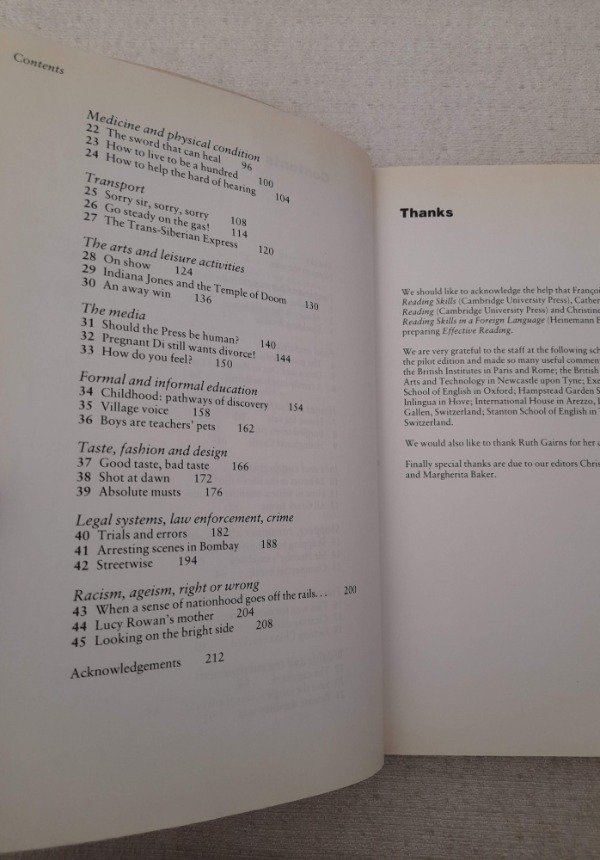 Contents
Medicine and physical condition
22 The sword that can heal 96
23 How to live to be a hundred 100
24 How to help the hard of hearing 104
Transport
25 Sorry sir, sorry, sorry 108
26 Go steady on the gas! 114
27 The Trans-Siberian Express 120
The arts and leisure activities
28 On show 124
29 Indiana Jones and the Temple of Doom 130
30 An away win 136
The media
31 Should the Press be human? 140
32 Pregnant Di still wants divorce! 144
33 How do you feel? 150
Formal and informal education
34 Childhood: pathways of discovery 154
35 Village voice 158
36 Boys are teachers' pets 162
Taste, fashion and design
37 Good taste, bad taste 166
38 Shot at dawn 172
39 Absolute musts 176
Legal systems, law enforcement, crime
40 Trials and errors 182
41 Arresting scenes in Bombay 188
42 Streetwise 194
Racism, ageism, right or wrong
43 When a sense of nationhood goes off the rails... 200
44 Lucy Rowan's mother 204
45 Looking on the bright side 208
Acknowledgements 212
Thanks
We should like to acknowledge the help that Françoi
Reading Skills (Cambridge University Press), Cather
Reading (Cambridge University Press) and Christine
Reading Skills in a Foreign Language (Heinemann E
preparing Effective Reading.
We are very grateful to the staff at the following sch
the pilot edition and made so many useful comment
the British Institutes in Paris and Rome; the British
Arts and Technology in Newcastle upon Tyne; Exe
School of English in Oxford; Hampstead Garden S
Inlingua in Hove; International House in Arezzo, I
Gallen, Switzerland; Stanton School of English in T
Switzerland.
We would also like to thank Ruth Gairns for her c
Finally special thanks are due to our editors Chris
and Margherita Baker.